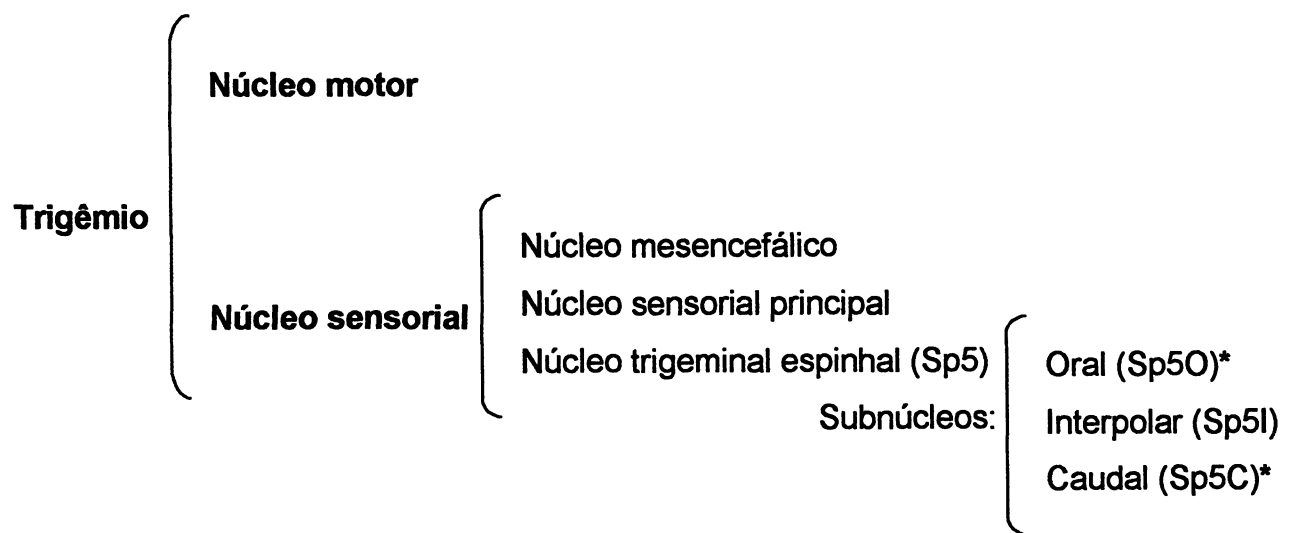 Núcleo motor
Trigêmio
Núcleo sensorial
Núcleo mesencefálico
Núcleo sensorial principal
Núcleo trigeminal espinhal (Sp5)
Subnúcleos:
Oral (Sp5O)*
Interpolar (Sp5I)
Caudal (Sp5C)*